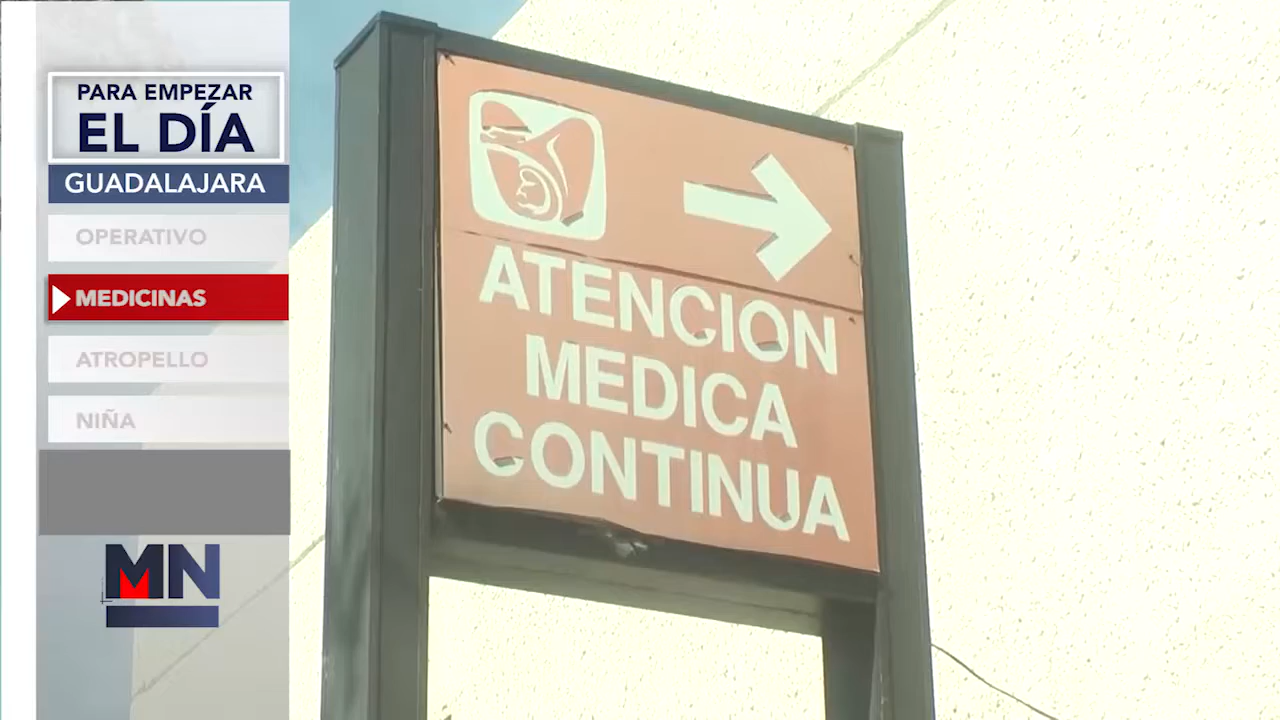 PARA EMPEZAR
EL DÍA
GUADALAJARA
OPERATIVO
MEDICINAS
ATROPELLO
NIÑA
MN
ATENCION
MEDICA
CONTINUA